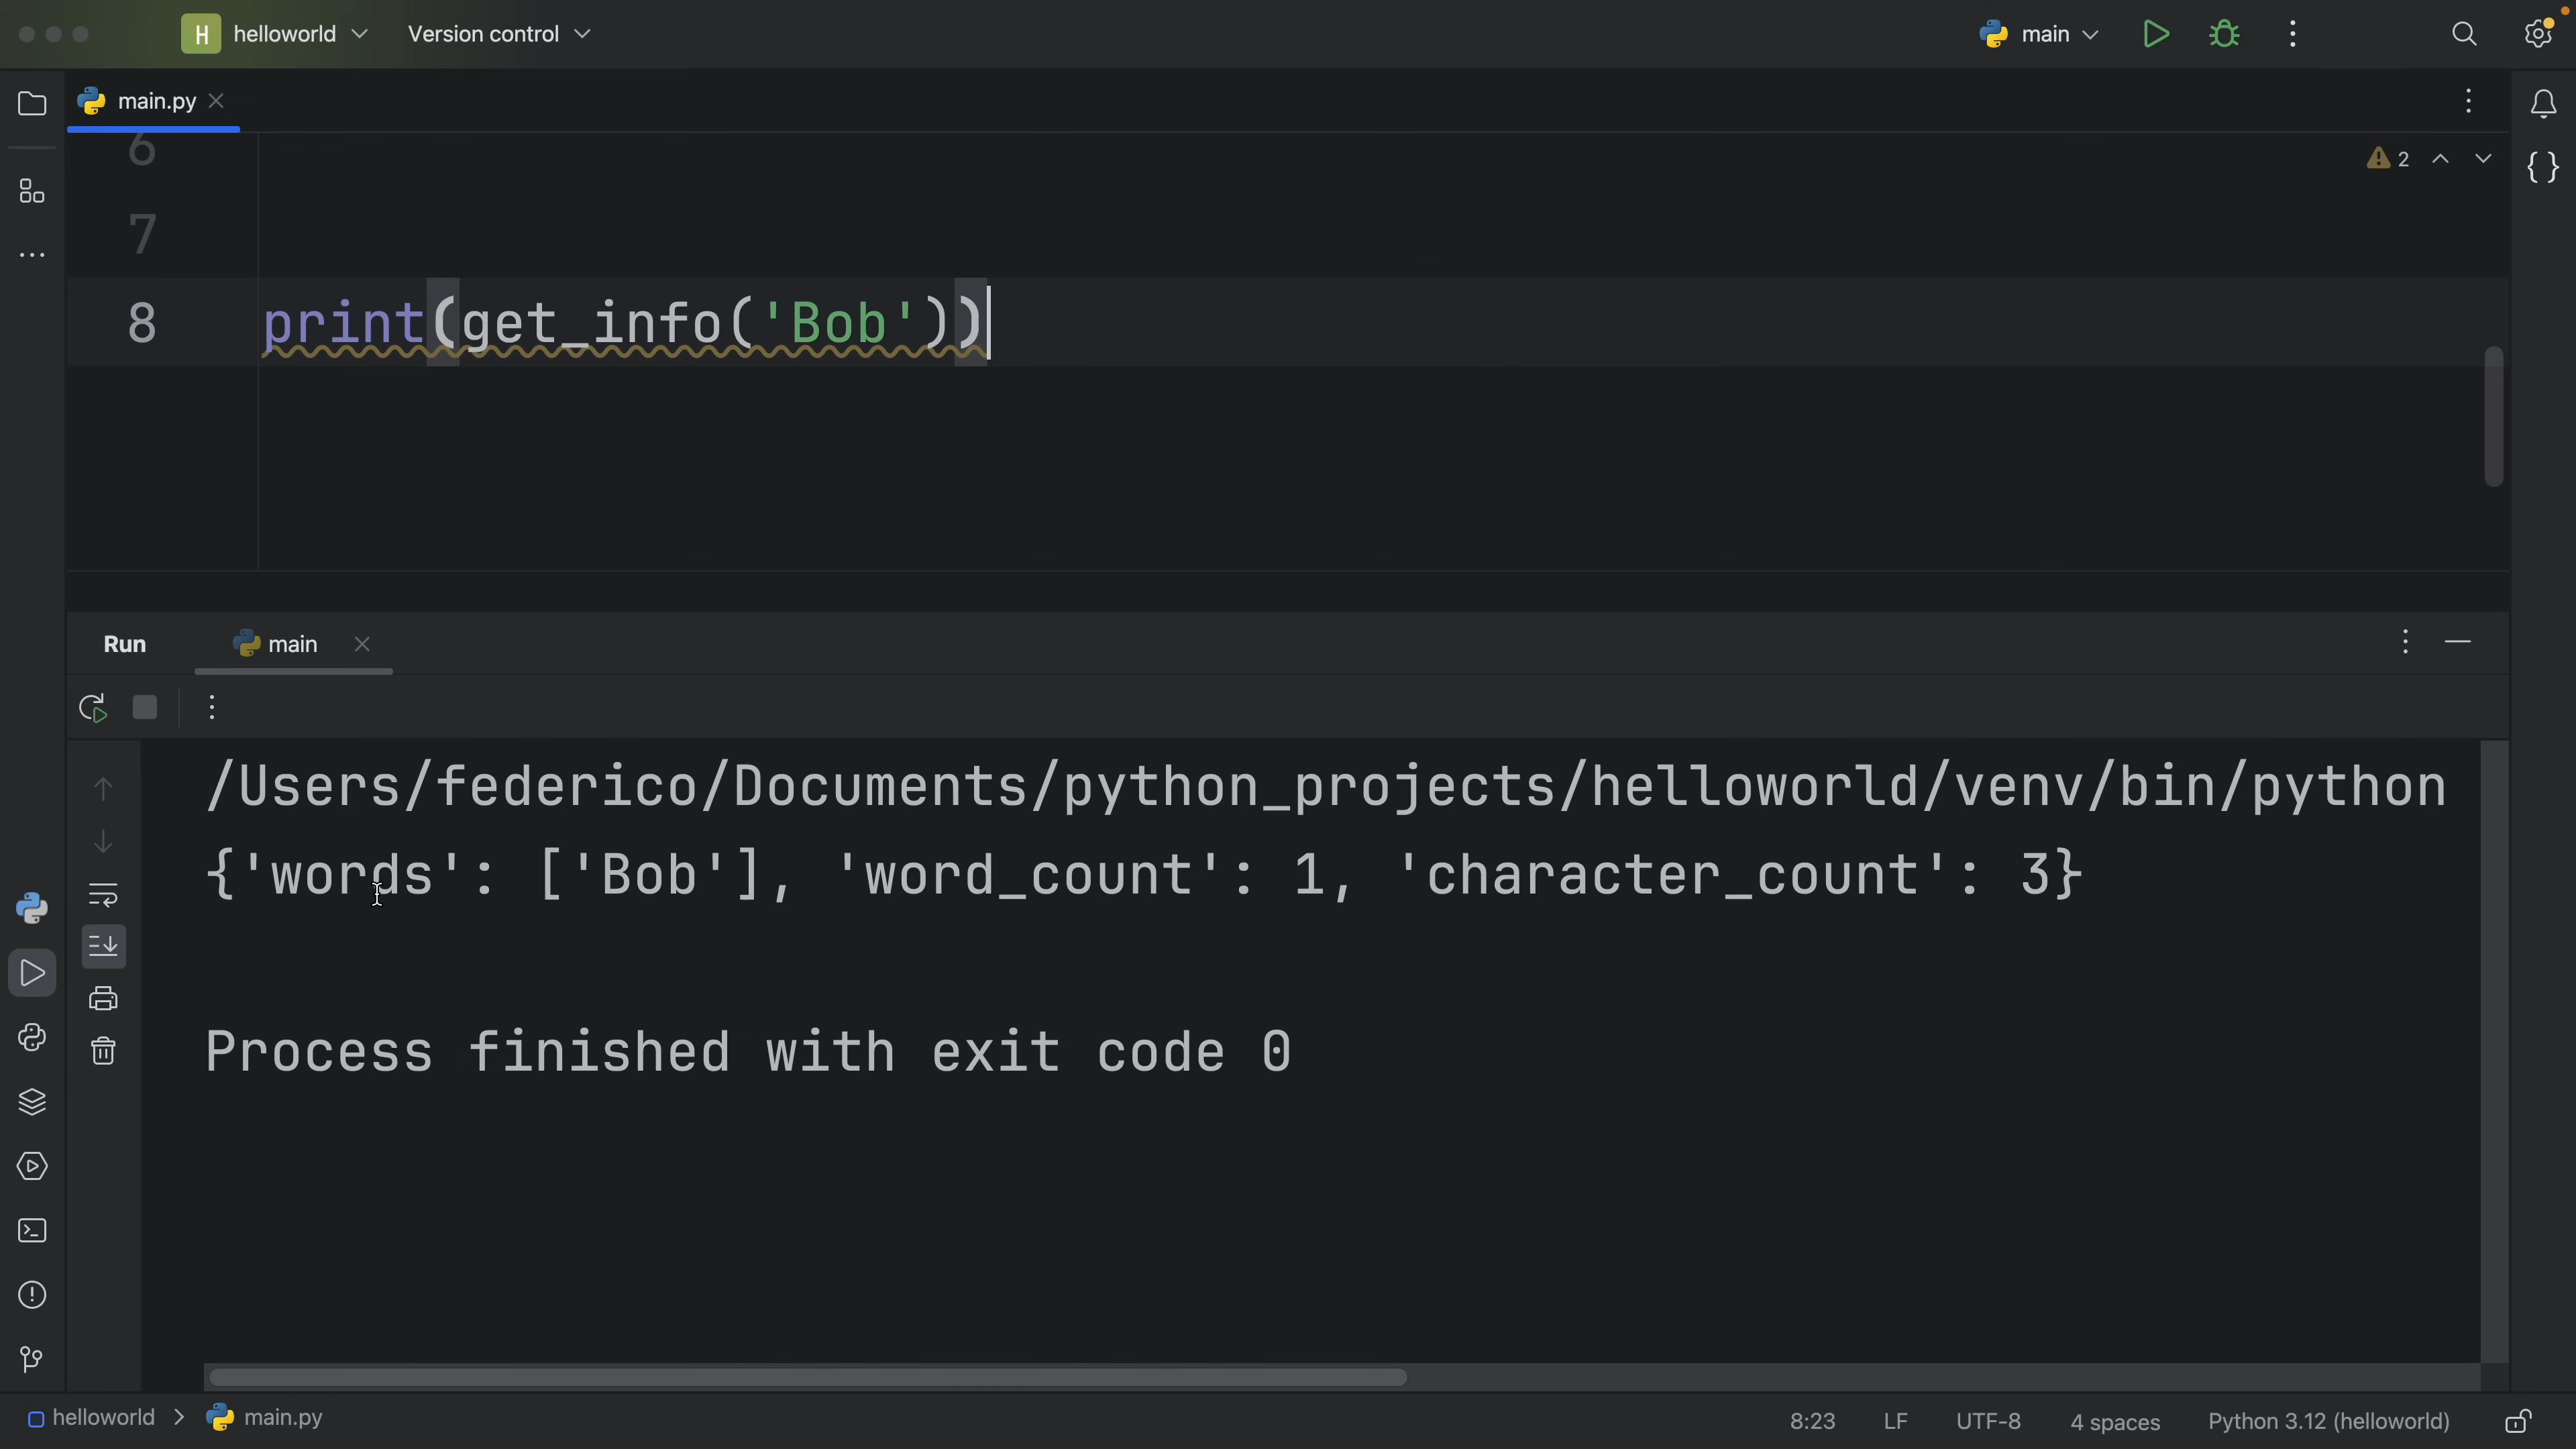 H helloworld Version control main
main.py
6
2
7
8 print(get_info('Bob'))
Run main
/Users/federico/Documents/python_projects/helloworld/venv/bin/python
{'words': ['Bob'], 'word_count': 1, 'character_count': 3}
Process finished with exit code 0
helloworld > main.py 8:23 LF UTF-8 4 spaces Python 3.12 (helloworld)